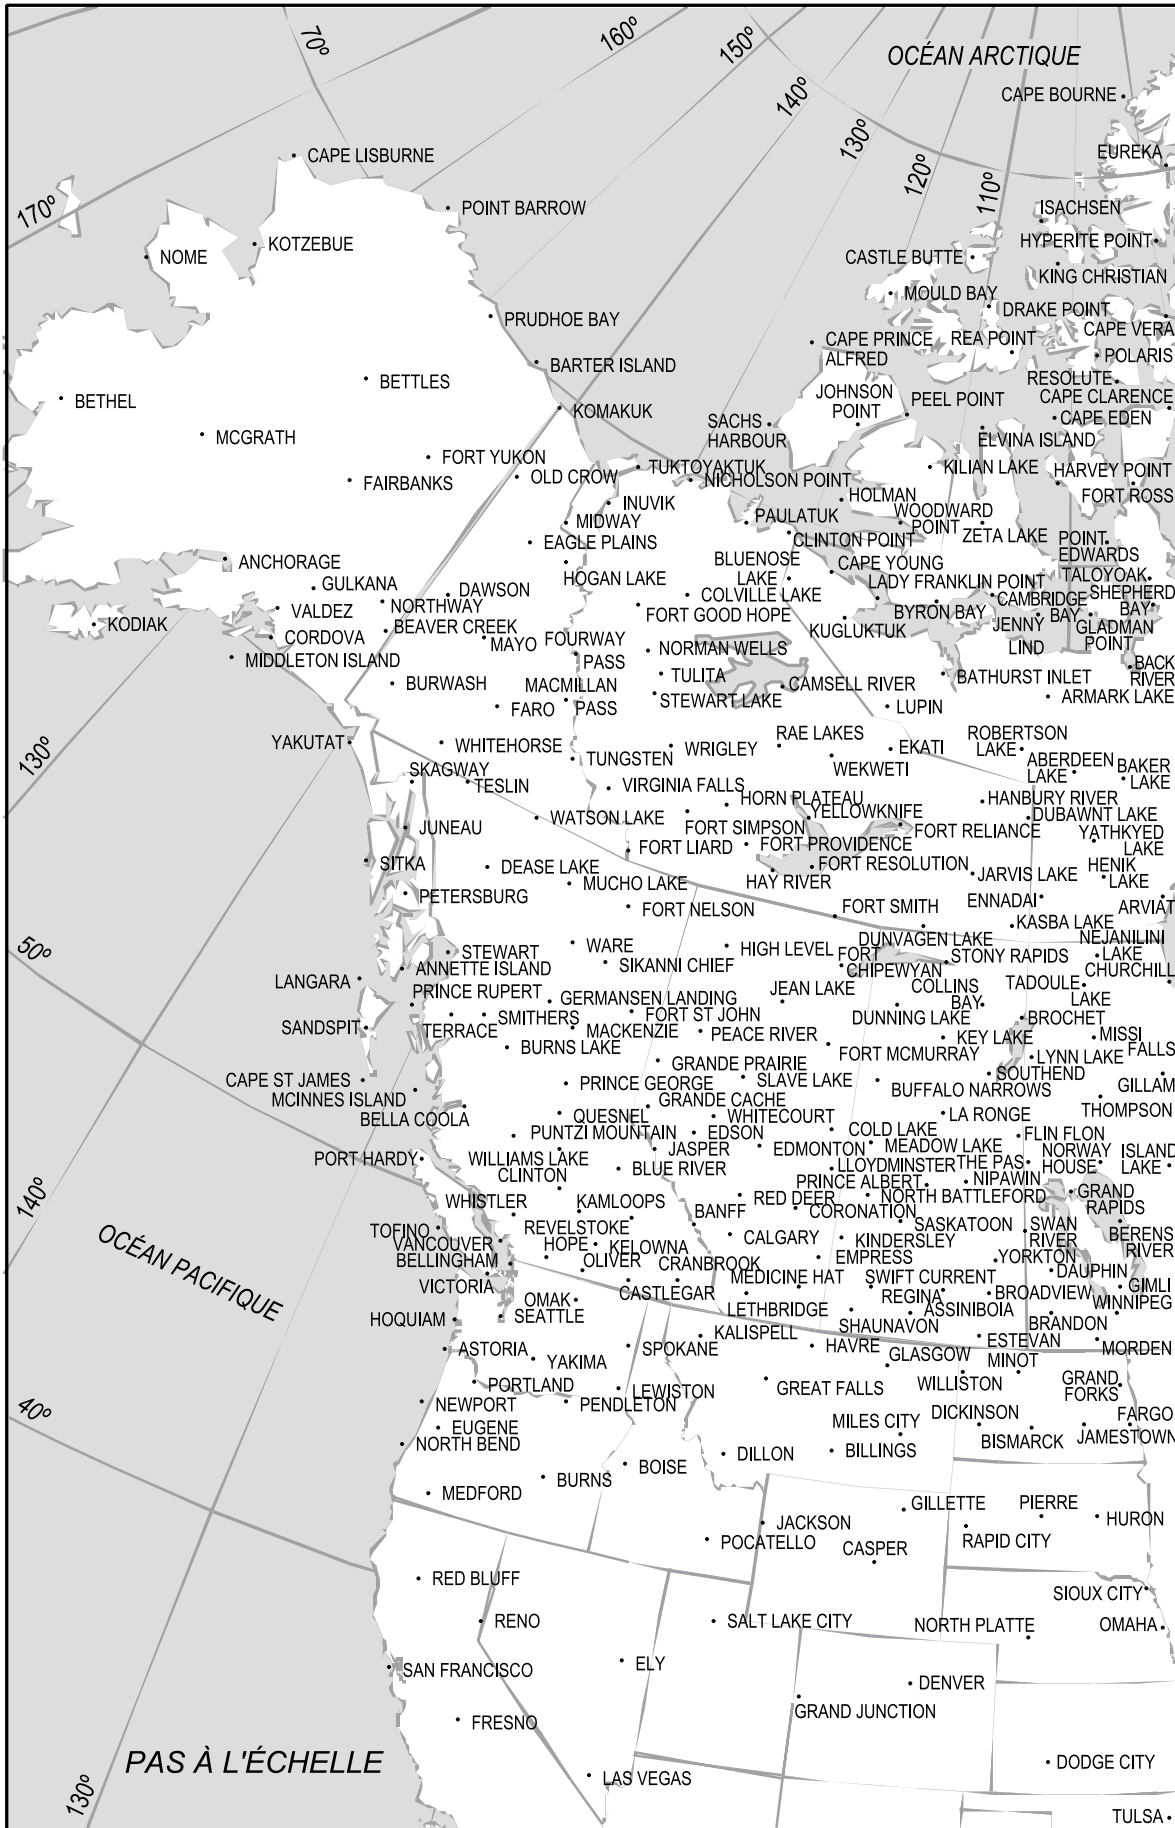 70º
160º
150º
OCÉAN ARCTIQUE
140º
CAPE BOURNE
130º
EUREKA
CAPE LISBURNE
120º
110º
170º
ISACHSEN
POINT BARROW
HYPERITE POINT
KOTZEBUE
NOME
CASTLE BUTTE
KING CHRISTIAN
MOULD BAY
DRAKE POINT
PRUDHOE BAY
CAPE VERA
CAPE PRINCE
ALFRED
REA POINT
POLARIS
BARTER ISLAND
RESOLUTE
BETTLES
JOHNSON
POINT
CAPE CLARENCE
BETHEL
PEEL POINT
KOMAKUK
SACHS
HARBOUR
CAPE EDEN
MCGRATH
ELVINA ISLAND
FORT YUKON
TUKTOYAKTUK
KILIAN LAKE
HARVEY POINT
FAIRBANKS
OLD CROW
NICHOLSON POINT
FORT ROSS
INUVIK
HOLMAN
MIDWAY
PAULATUK
WOODWARD
POINT
ZETA LAKE
POINT
EDWARDS
EAGLE PLAINS
CLINTON POINT
ANCHORAGE
BLUENOSE
LAKE
CAPE YOUNG
HOGAN LAKE
TALOYOAK
GULKANA
DAWSON
COLVILLE LAKE
LADY FRANKLIN POINT
SHEPHERD
BAY
VALDEZ
NORTHWAY
FORT GOOD HOPE
BYRON BAY
CAMBRIDGE
BAY
KODIAK
BEAVER CREEK
KUGLUKTUK
JENNY
LIND
GLADMAN
POINT
CORDOVA
MAYO
FOURWAY
PASS
NORMAN WELLS
MIDDLETON ISLAND
TULITA
BATHURST INLET
BACK
RIVER
BURWASH
MACMILLAN
PASS
STEWART LAKE
CAMSELL RIVER
ARMARK LAKE
FARO
LUPIN
YAKUTAT
WHITEHORSE
WRIGLEY
RAE LAKES
EKATI
ROBERTSON
LAKE
130º
TUNGSTEN
WEKWETI
ABERDEEN
LAKE
BAKER
LAKE
SKAGWAY
TESLIN
VIRGINIA FALLS
HORN PLATEAU
HANBURY RIVER
JUNEAU
WATSON LAKE
FORT SIMPSON
YELLOWKNIFE
FORT RELIANCE
DUBAWNT LAKE
YATHKYED
LAKE
FORT LIARD
FORT PROVIDENCE
SITKA
DEASE LAKE
FORT RESOLUTION
HENIK
LAKE
MUCHO LAKE
HAY RIVER
JARVIS LAKE
PETERSBURG
ENNADAI
ARVIAT
FORT NELSON
FORT SMITH
KASBA LAKE
50º
STEWART
WARE
HIGH LEVEL
FORT
CHIPEWYAN
DUNVAGEN LAKE
NEJANILINI
LAKE
ANNETTE ISLAND
SIKANNI CHIEF
STONY RAPIDS
CHURCHILL
LANGARA
PRINCE RUPERT
GERMANSEN LANDING
JEAN LAKE
COLLINS
BAY
TADOULE
LAKE
SANDSPIT
TERRACE
SMITHERS
FORT ST JOHN
DUNNING LAKE
BROCHET
MACKENZIE
PEACE RIVER
KEY LAKE
MISSI
FALLS
BURNS LAKE
FORT MCMURRAY
LYNN LAKE
GRANDE PRAIRIE
SOUTHEND
CAPE ST JAMES
PRINCE GEORGE
SLAVE LAKE
BUFFALO NARROWS
GILLAM
MCINNES ISLAND
GRANDE CACHE
THOMPSON
BELLA COOLA
QUESNEL
WHITECOURT
LA RONGE
PUNTZI MOUNTAIN
EDSON
COLD LAKE
FLIN FLON
JASPER
EDMONTON
MEADOW LAKE
PORT HARDY
WILLIAMS LAKE
BLUE RIVER
LLOYDMINSTER
THE PAS
NORWAY
HOUSE
ISLAND
LAKE
140º
CLINTON
PRINCE ALBERT
NIPAWIN
WHISTLER
KAMLOOPS
RED DEER
NORTH BATTLEFORD
GRAND
RAPIDS
BANFF
CORONATION
TOFINO
REVELSTOKE
SASKATOON
SWAN
RIVER
BERENS
RIVER
OCÉAN PACIFIQUE
VANCOUVER
HOPE
KELOWNA
CALGARY
KINDERSLEY
BELLINGHAM
OLIVER
CRANBROOK
EMPRESS
YORKTON
DAUPHIN
VICTORIA
CASTLEGAR
MEDICINE HAT
SWIFT CURRENT
GIMLI
OMAK
LETHBRIDGE
REGINA
BROADVIEW
WINNIPEG
HOQUIAM
SEATTLE
SHAUNAVON
ASSINIBOIA
BRANDON
KALISPELL
ESTEVAN
MORDEN
ASTORIA
SPOKANE
HAVRE
YAKIMA
GLASGOW
MINOT
PORTLAND
LEWISTON
GREAT FALLS
WILLISTON
GRAND
FORKS
40º
NEWPORT
PENDLETON
EUGENE
MILES CITY
DICKINSON
FARGO
NORTH BEND
BISMARCK
JAMESTOWN
DILLON
BILLINGS
BURNS
BOISE
MEDFORD
GILLETTE
PIERRE
HURON
JACKSON
POCATELLO
CASPER
RAPID CITY
RED BLUFF
SIOUX CITY
RENO
SALT LAKE CITY
NORTH PLATTE
OMAHA
SAN FRANCISCO
ELY
DENVER
FRESNO
GRAND JUNCTION
PAS À L'ÉCHELLE
DODGE CITY
LAS VEGAS
130º
TULSA